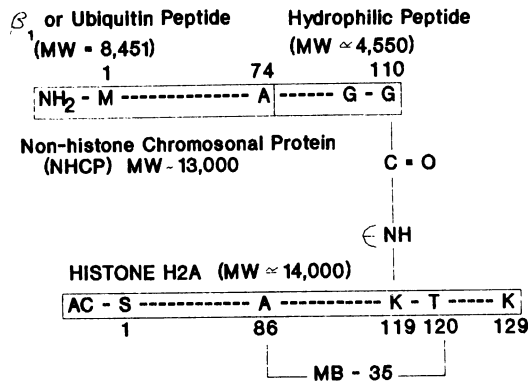 β₁ or Ubiquitin Peptide
(MW = 8,451)
Hydrophilic Peptide
(MW ≃ 4,550)
1 74 110
NH₂ - M ------------- A ------ G - G
Non-histone Chromosonal Protein
(NHCP) MW ~ 13,000
C = O
∈ NH
HISTONE H2A (MW ≃ 14,000)
AC - S ------------- A ----------- K - T ----- K
1 86 119 120 129
MB - 35